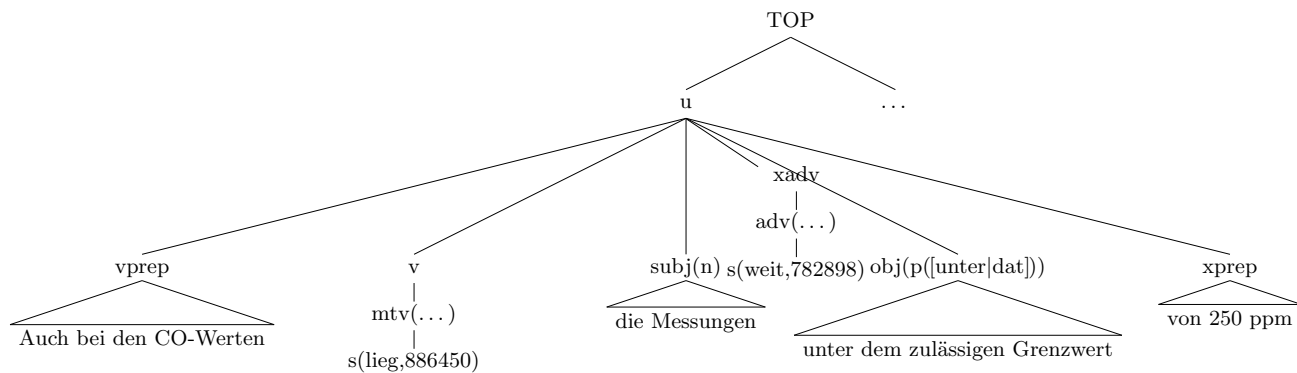 TOP
u …
xadv
adv(…)
vprep v subj(n) s(weit,782898) obj(p([unter|dat])) xprep
mtv(…) die Messungen von 250 ppm
Auch bei den CO-Werten unter dem zulässigen Grenzwert
s(lieg,886450)